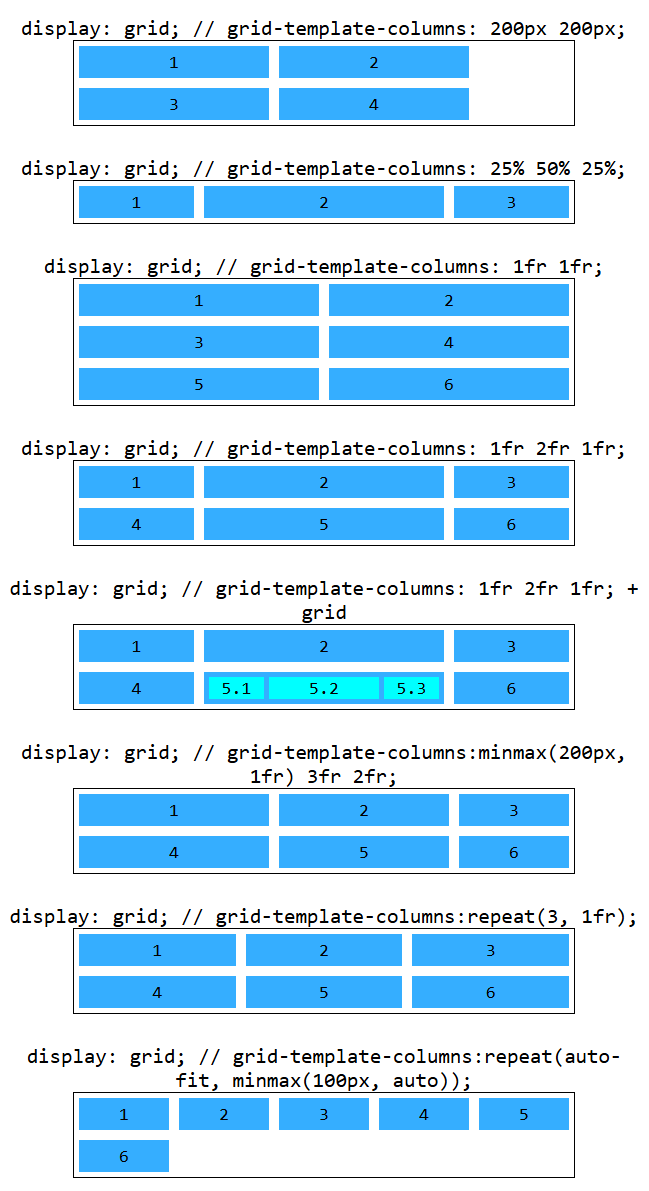 display: grid; // grid-template-columns: 200px 200px;
1 2
3 4
display: grid; // grid-template-columns: 25% 50% 25%;
1 2 3
display: grid; // grid-template-columns: 1fr 1fr;
1 2
3 4
5 6
display: grid; // grid-template-columns: 1fr 2fr 1fr;
1 2 3
4 5 6
display: grid; // grid-template-columns: 1fr 2fr 1fr; +
grid
1 2 3
4 5.1 5.2 5.3 6
display: grid; // grid-template-columns:minmax(200px,
1fr) 3fr 2fr;
1 2 3
4 5 6
display: grid; // grid-template-columns:repeat(3, 1fr);
1 2 3
4 5 6
display: grid; // grid-template-columns:repeat(auto-
fit, minmax(100px, auto));
1 2 3 4 5
6